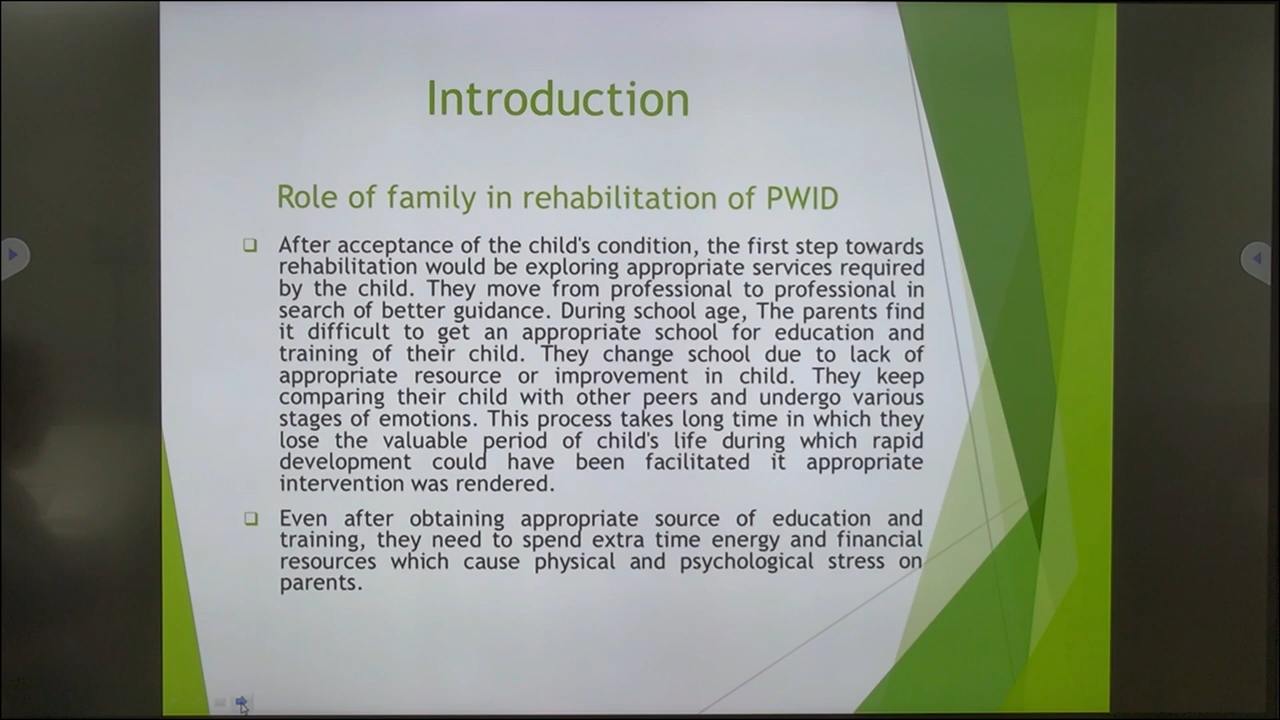 Introduction
Role of family in rehabilitation of PWID
After acceptance of the child's condition, the first step towards
rehabilitation would be exploring appropriate services required
by the child. They move from professional to professional in
search of better guidance. During school age, The parents find
it difficult to get an appropriate school for education and
training of their child. They change school due to lack of
appropriate resource or improvement in child. They keep
comparing their child with other peers and undergo various
stages of emotions. This process takes long time in which they
lose the valuable period of child's life during which rapid
development could have been facilitated it appropriate
intervention was rendered.
Even after obtaining appropriate source of education and
training, they need to spend extra time energy and financial
resources which cause physical and psychological stress on
parents.